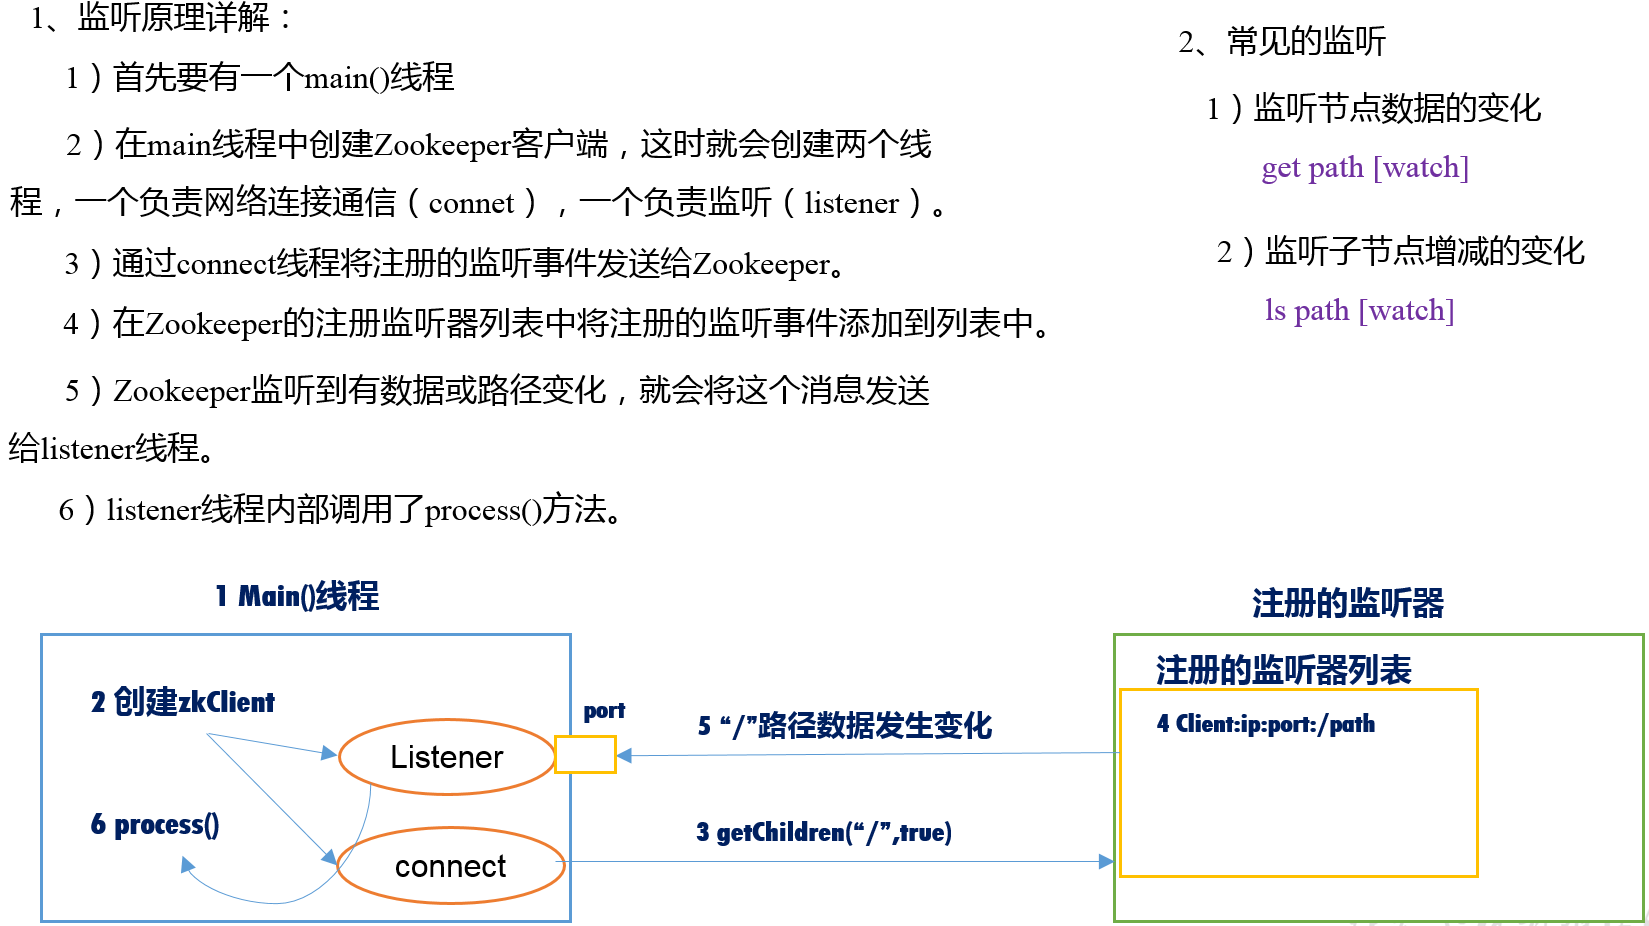 1、监听原理详解：
1）首先要有一个main()线程
2）在main线程中创建Zookeeper客户端，这时就会创建两个线
程，一个负责网络连接通信（connet），一个负责监听（listener）。
3）通过connect线程将注册的监听事件发送给Zookeeper。
4）在Zookeeper的注册监听器列表中将注册的监听事件添加到列表中。
5）Zookeeper监听到有数据或路径变化，就会将这个消息发送
给listener线程。
6）listener线程内部调用了process()方法。
2、常见的监听
1）监听节点数据的变化
get path [watch]
2）监听子节点增减的变化
ls path [watch]
1 Main()线程
2 创建zkClient
Listener
port
6 process()
connect
5 “/”路径数据发生变化
3 getChildren(“/”,true)
注册的监听器
注册的监听器列表
4 Client:ip:port:/path